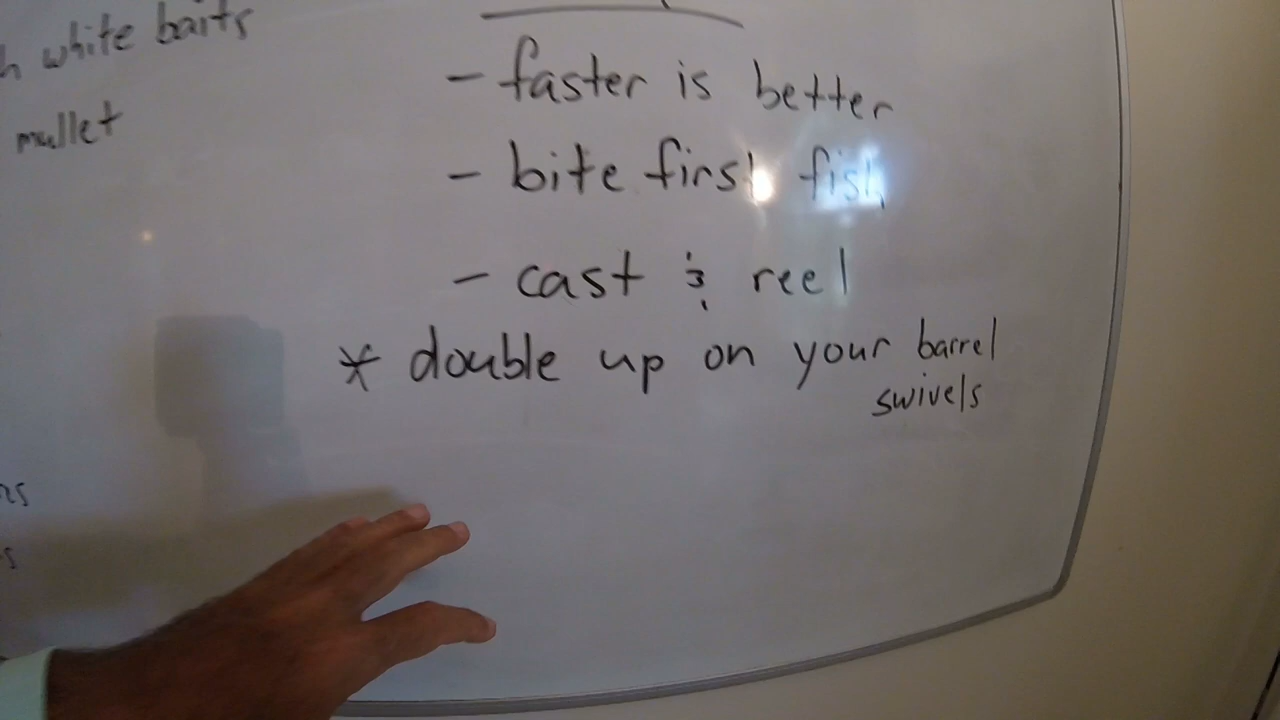 white baits
mullet
- faster is better
- bite first fish
- cast & reel
* double up on your barrel
swivels